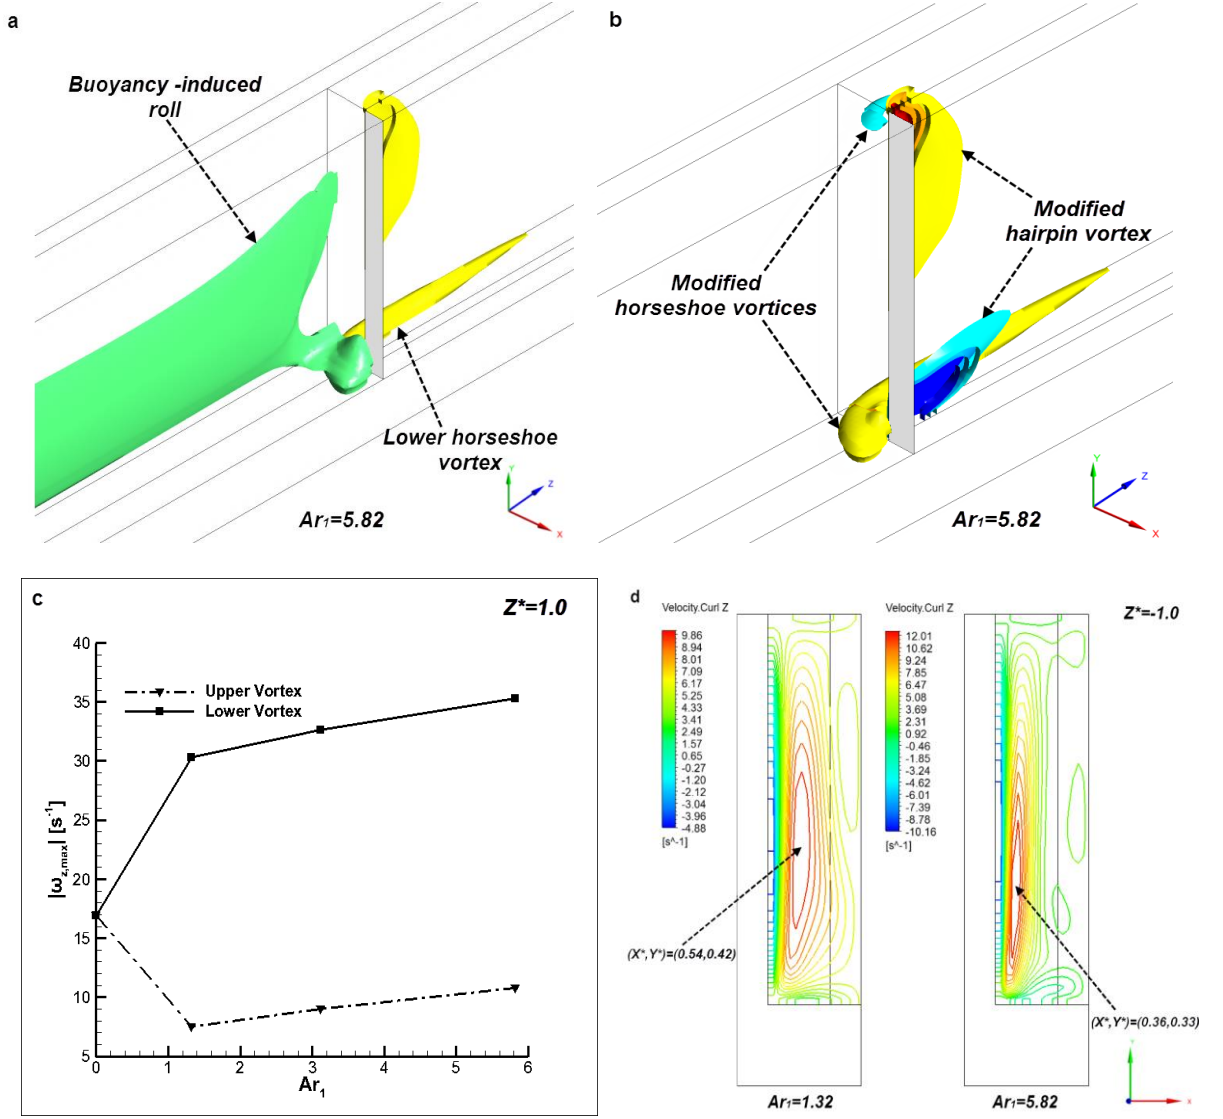 a
Buoyancy -induced
roll
Lower horseshoe
vortex
Y
Z
X
Ar1=5.82
b
Modified
hairpin vortex
Modified
horseshoe vortices
Y
Z
X
Ar1=5.82
c
Z*=1.0
40
35
30
25
20
15
10
5
|ωz,max| [s-1]
Upper Vortex
Lower Vortex
0
1
2
3
4
5
6
Ar1
d
Z*=-1.0
Velocity.Curl Z
9.86
8.94
8.01
7.09
6.17
5.25
4.33
3.41
2.49
1.57
0.65
-0.27
-1.20
-2.12
-3.04
-3.96
-4.88
[s^-1]
(X*,Y*)=(0.54,0.42)
Ar1=1.32
Velocity.Curl Z
12.01
10.62
9.24
7.85
6.47
5.08
3.69
2.31
0.92
-0.46
-1.85
-3.24
-4.62
-6.01
-7.39
-8.78
-10.16
[s^-1]
(X*,Y*)=(0.36,0.33)
Ar1=5.82
Y
X